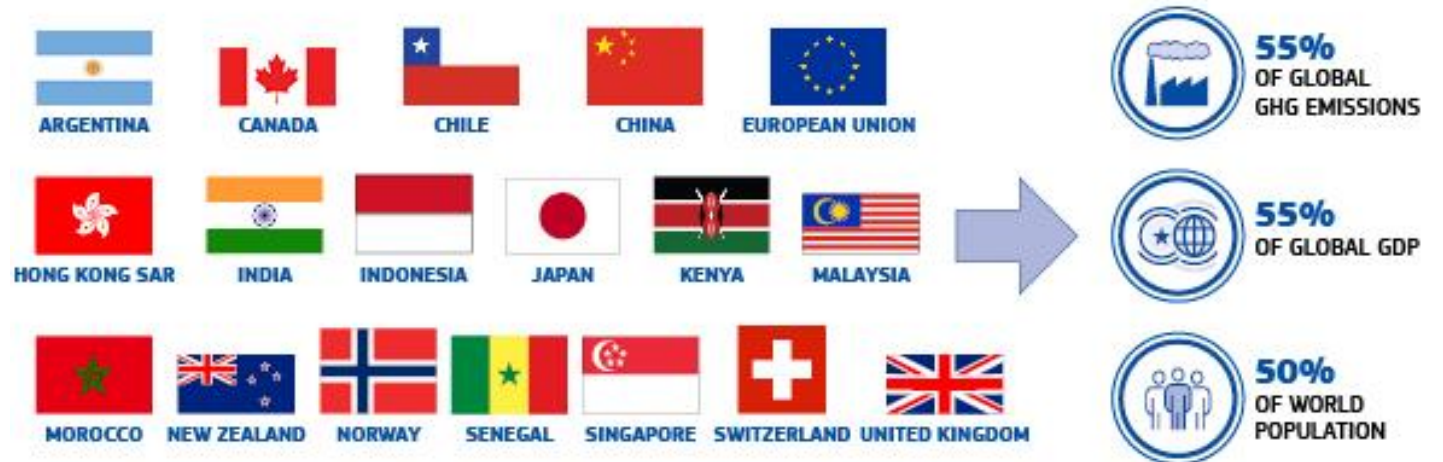 ARGENTINA CANADA CHILE CHINA EUROPEAN UNION
55%
OF GLOBAL
GHG EMISSIONS
HONG KONG SAR INDIA INDONESIA JAPAN KENYA MALAYSIA
55%
OF GLOBAL GDP
MOROCCO NEW ZEALAND NORWAY SENEGAL SINGAPORE SWITZERLAND UNITED KINGDOM
50%
OF WORLD
POPULATION